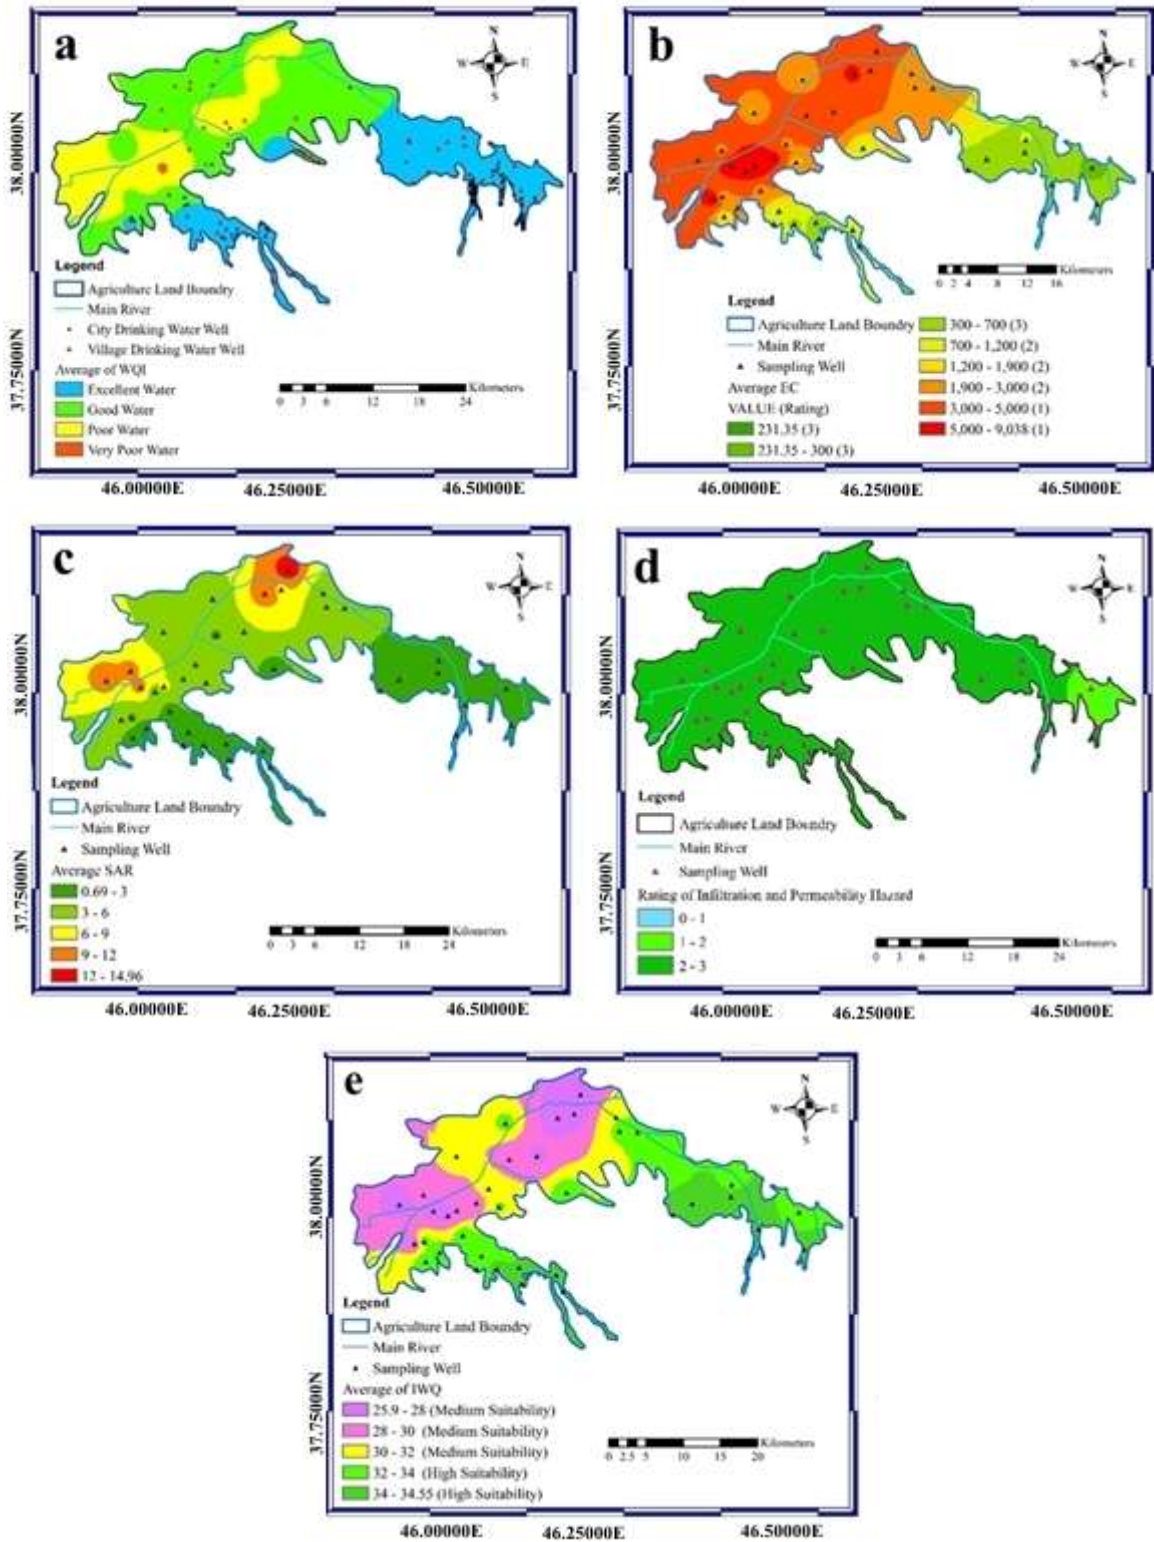 a
N
W E
S
38.00000N
37.75000N
Legend
Agriculture Land Boundry
Main River
City Drinking Water Well
Village Drinking Water Well
Average of WQI
Excellent Water
Good Water
Poor Water
Very Poor Water
Kilometers
0 3 6 12 18 24
46.00000E 46.25000E 46.50000E
b
N
W E
S
38.00000N
37.75000N
Kilometers
0 2 4 8 12 16
Legend
Agriculture Land Boundry
Main River
Sampling Well
Average EC
VALUE (Rating)
231.35 (3)
231.35 - 300 (3)
300 - 700 (3)
700 - 1,200 (2)
1,200 - 1,900 (2)
1,900 - 3,000 (2)
3,000 - 5,000 (1)
5,000 - 9,038 (1)
46.00000E 46.25000E 46.50000E
c
N
W E
S
38.00000N
37.75000N
Legend
Agriculture Land Boundry
Main River
Sampling Well
Average SAR
0.69 - 3
3 - 6
6 - 9
9 - 12
12 - 14.96
Kilometers
0 3 6 12 18 24
46.00000E 46.25000E 46.50000E
d
N
W E
S
38.00000N
37.75000N
Legend
Agriculture Land Boundry
Main River
Sampling Well
Rating of Infiltration and Permeability Hazard
0 - 1
1 - 2
2 - 3
Kilometers
0 3 6 12 18 24
46.00000E 46.25000E 46.50000E
e
N
W E
S
38.00000N
37.75000N
Legend
Agriculture Land Boundry
Main River
Sampling Well
Average of IWQ
25.9 - 28 (Medium Suitability)
28 - 30 (Medium Suitability)
30 - 32 (Medium Suitability)
32 - 34 (High Suitability)
34 - 34.55 (High Suitability)
Kilometers
0 2.5 5 10 15 20
46.00000E 46.25000E 46.50000E